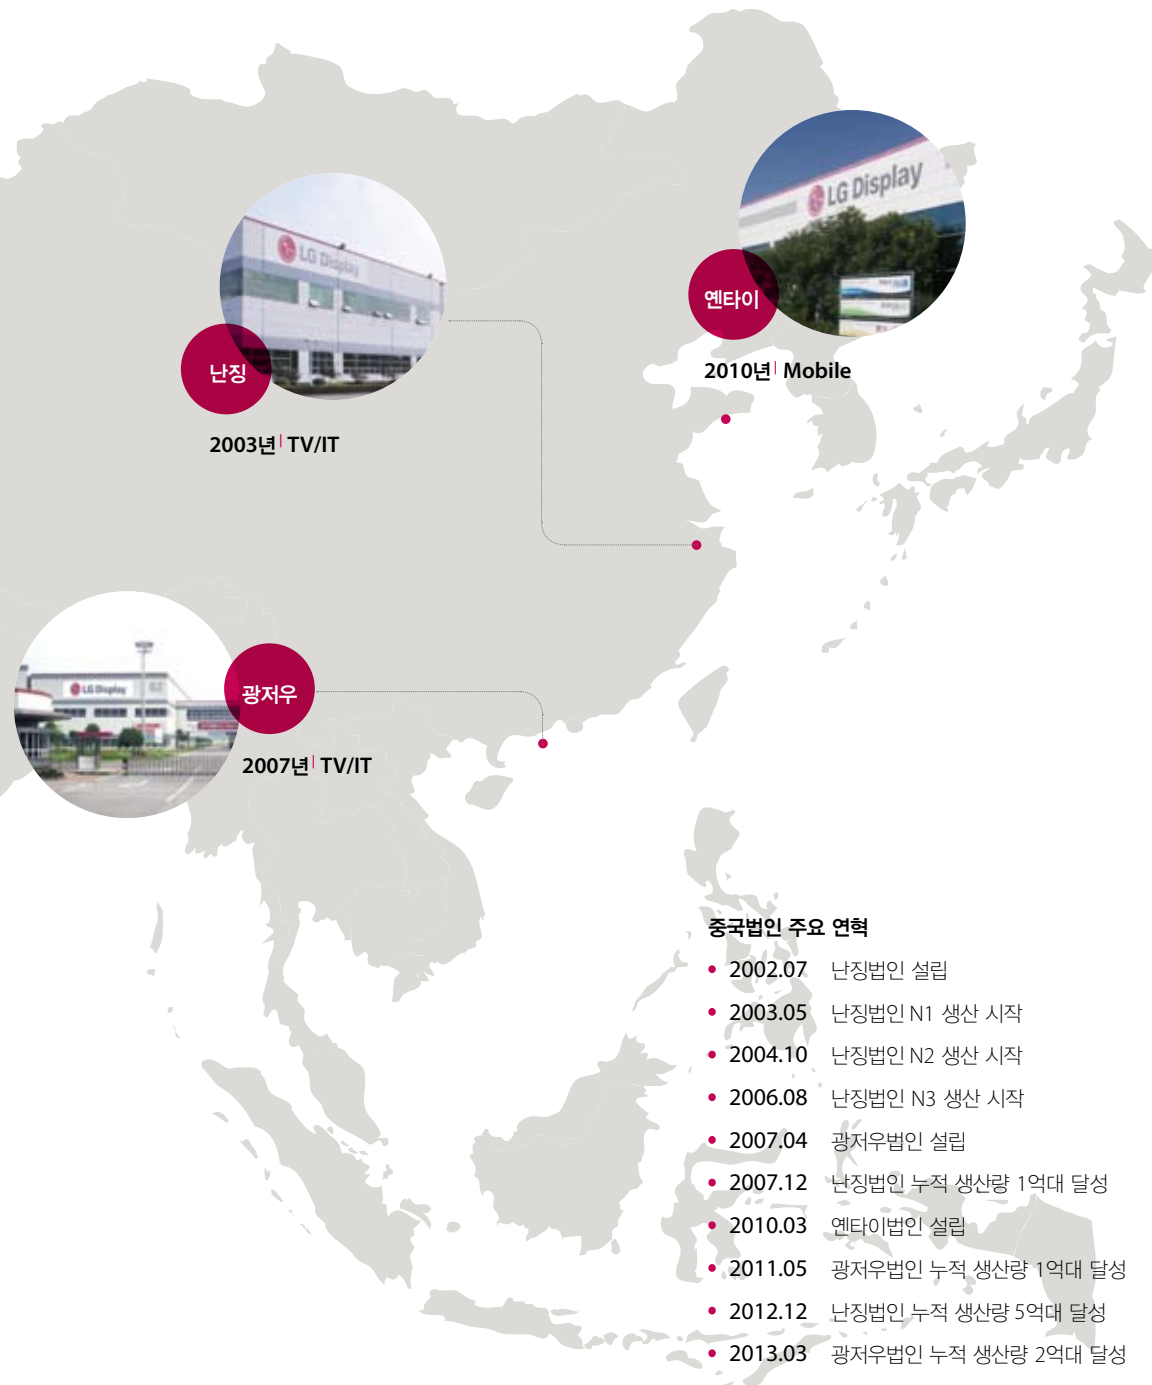 LG Display
LG Display
옌타이
난징
2010년 | Mobile
2003년 | TV/IT
LG Display
광저우
2007년 | TV/IT
중국법인 주요 연혁
• 2002.07 난징법인 설립
• 2003.05 난징법인 N1 생산 시작
• 2004.10 난징법인 N2 생산 시작
• 2006.08 난징법인 N3 생산 시작
• 2007.04 광저우법인 설립
• 2007.12 난징법인 누적 생산량 1억대 달성
• 2010.03 옌타이법인 설립
• 2011.05 광저우법인 누적 생산량 1억대 달성
• 2012.12 난징법인 누적 생산량 5억대 달성
• 2013.03 광저우법인 누적 생산량 2억대 달성